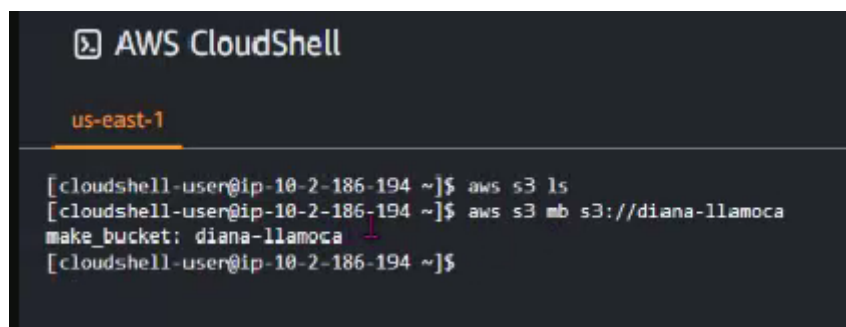 AWS CloudShell
us-east-1
[cloudshell-user@ip-10-2-186-194 ~]$ aws s3 ls
[cloudshell-user@ip-10-2-186-194 ~]$ aws s3 mb s3://diana-llamoca
make_bucket: diana-llamoca
[cloudshell-user@ip-10-2-186-194 ~]$